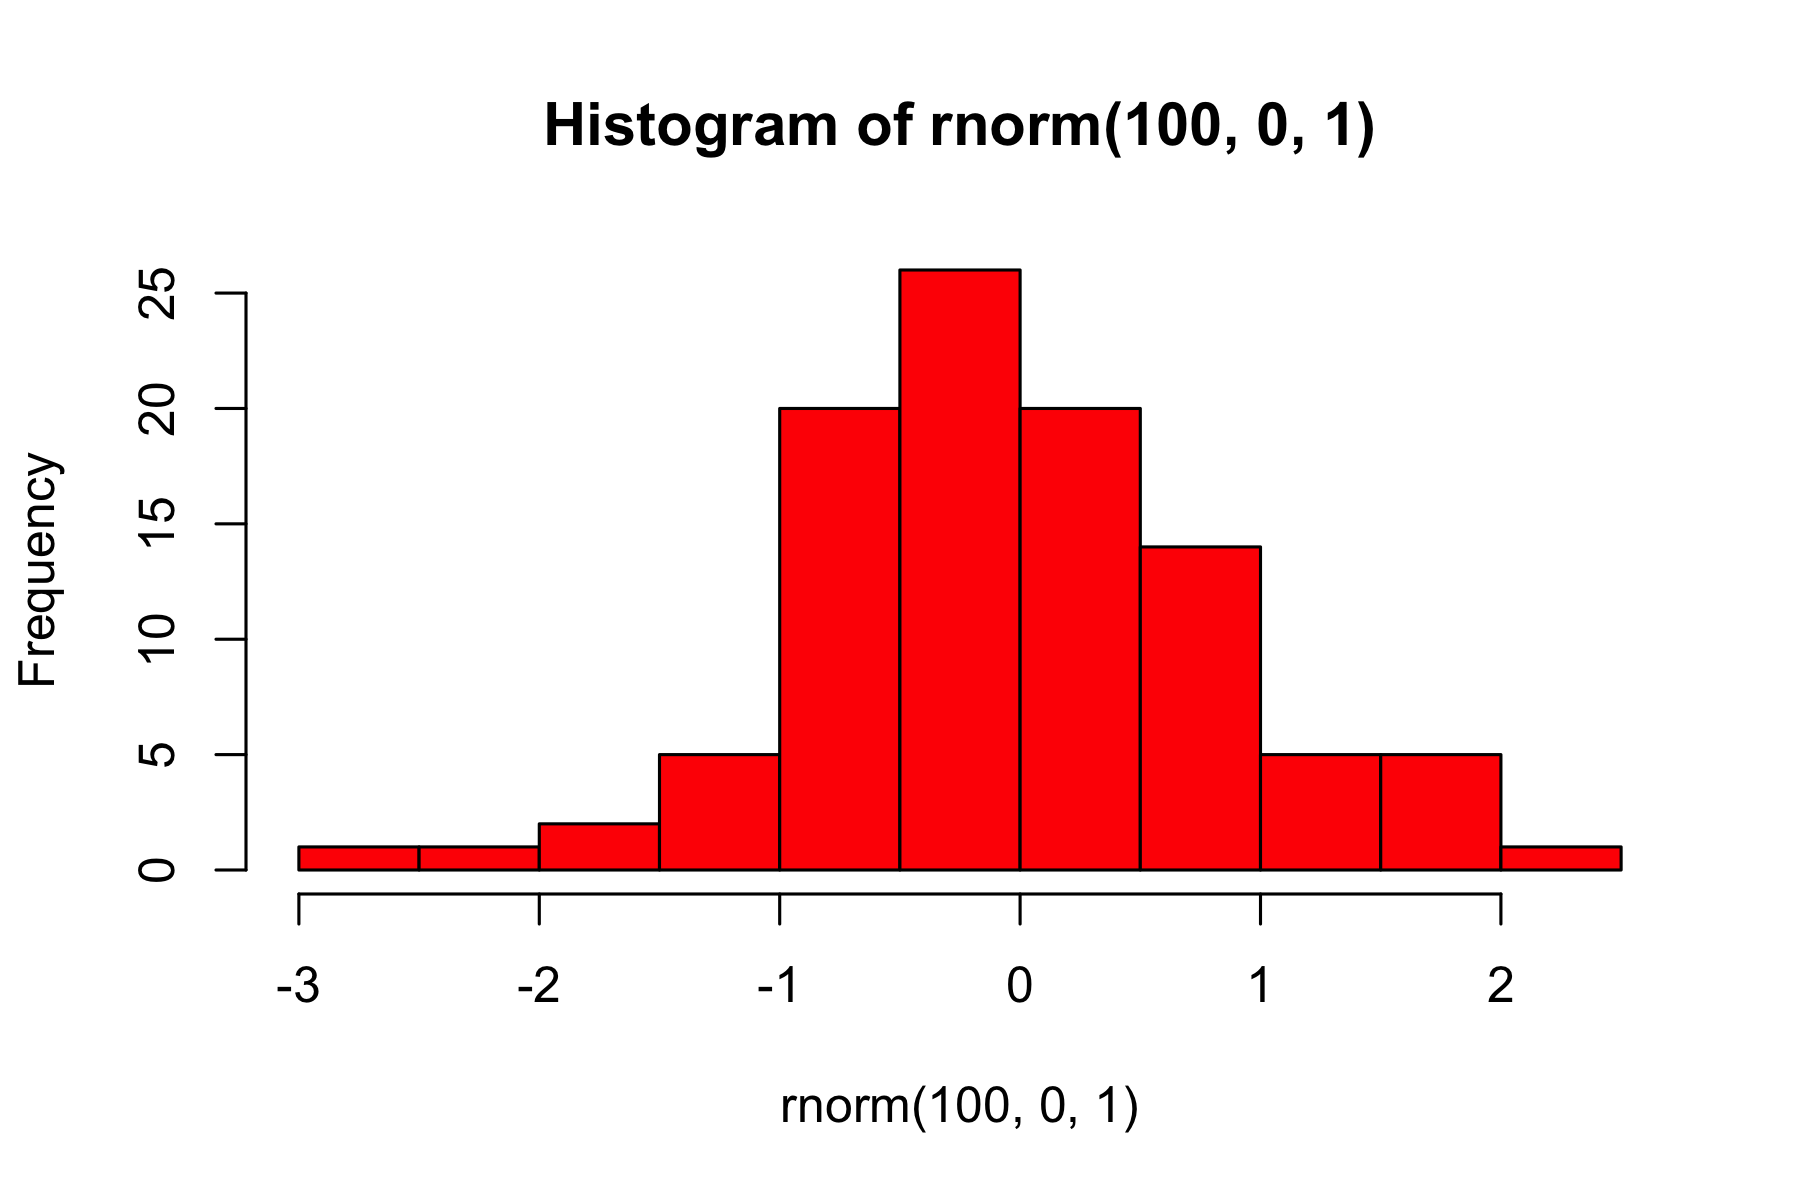 Histogram of rnorm(100, 0, 1)
Frequency
25
20
15
10
5
0
-3 -2 -1 0 1 2
rnorm(100, 0, 1)